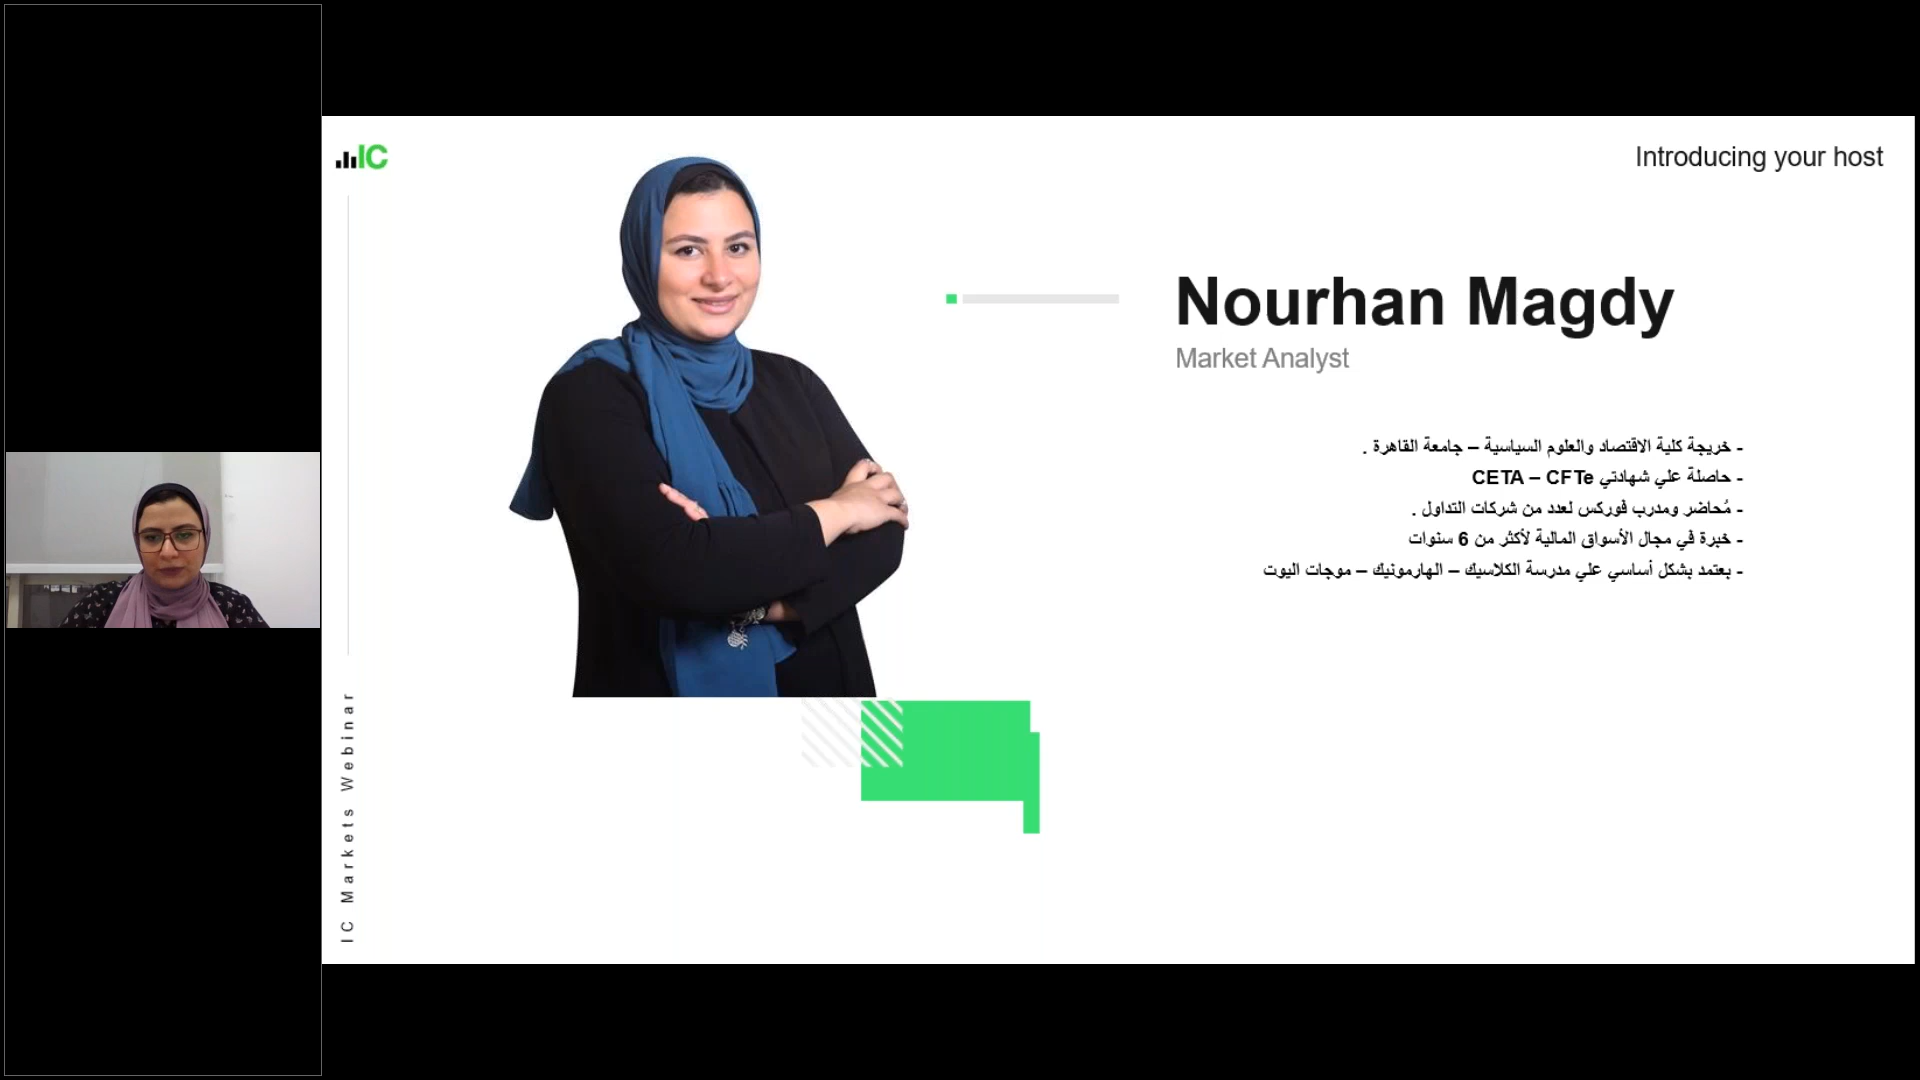 IC
Introducing your host
Nourhan Magdy
Market Analyst
- خريجة كلية الاقتصاد والعلوم السياسية – جامعة القاهرة .
- حاصلة علي شهادتي CETA – CFTe
- مُحاضر ومدرب فوركس لعدد من شركات التداول .
- خبرة في مجال الأسواق المالية لأكثر من 6 سنوات
- بعتمد بشكل أساسي علي مدرسة الكلاسيك – الهارمونيك – موجات اليوت
IC Markets Webinar